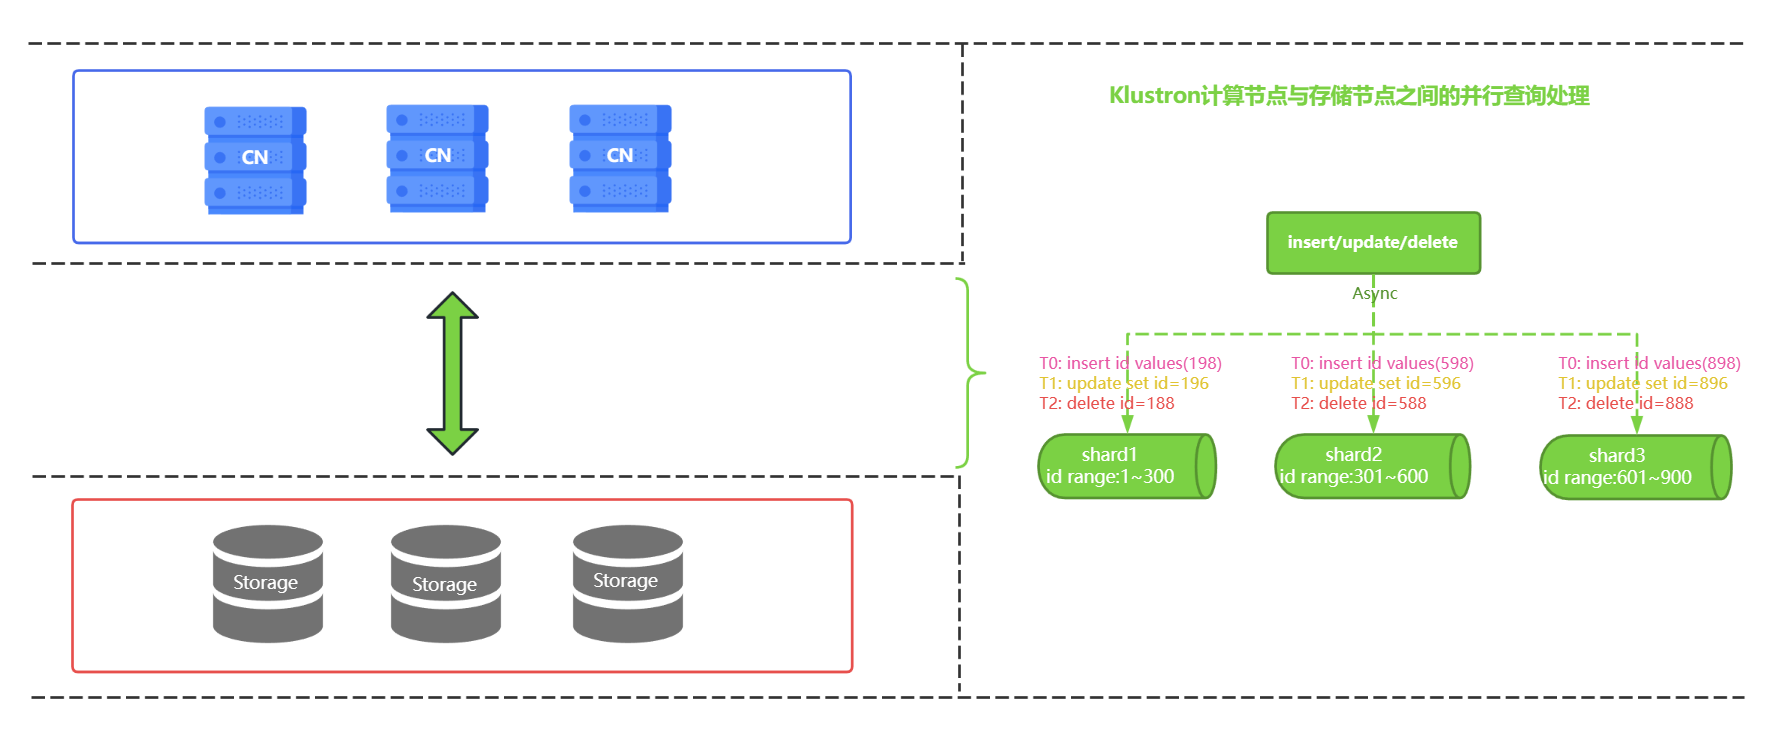 CN
CN
CN
Storage
Storage
Storage
Klustron计算节点与存储节点之间的并行查询处理
insert/update/delete
Async
T0: insert id values(198)
T1: update set id=196
T2: delete id=188
T0: insert id values(598)
T1: update set id=596
T2: delete id=588
T0: insert id values(898)
T1: update set id=896
T2: delete id=888
shard1
id range:1~300
shard2
id range:301~600
shard3
id range:601~900